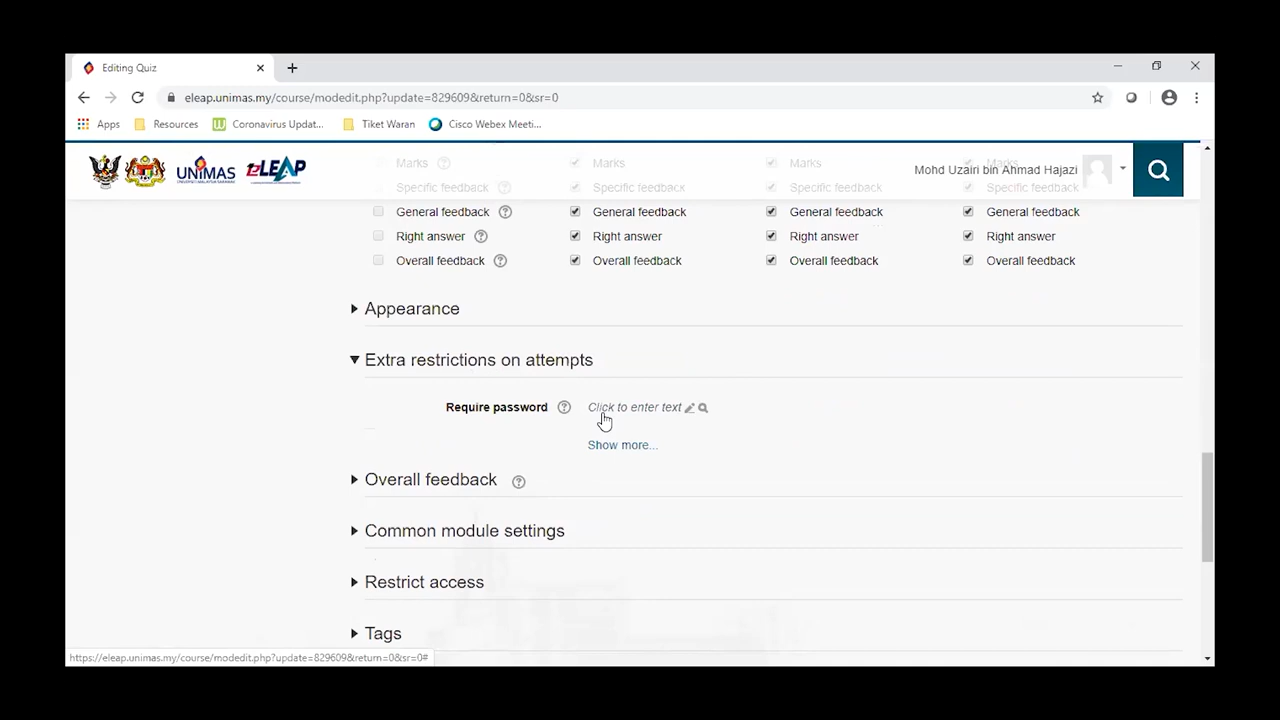 Editing Quiz
eleap.unimas.my/course/modedit.php?update=829609&return=0&sr=0
Apps Resources Coronavirus Updat... Tiket Waran Cisco Webex Meeti...
UNIMAS eLEAP Mohd Uzairi bin Ahmad Hajazi
Marks Marks Marks Marks
Specific feedback Specific feedback Specific feedback Specific feedback
General feedback General feedback General feedback General feedback
Right answer Right answer Right answer Right answer
Overall feedback Overall feedback Overall feedback Overall feedback
Appearance
Extra restrictions on attempts
Require password Click to enter text
Show more...
Overall feedback
Common module settings
Restrict access
Tags
https://eleap.unimas.my/course/modedit.php?update=829609&return=0&sr=0#